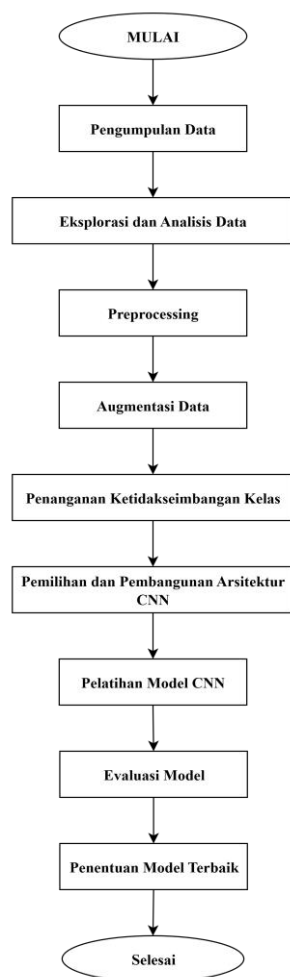 MULAI
Pengumpulan Data
Eksplorasi dan Analisis Data
Preprocessing
Augmentasi Data
Penanganan Ketidakseimbangan Kelas
Pemilihan dan Pembangunan Arsitektur
CNN
Pelatihan Model CNN
Evaluasi Model
Penentuan Model Terbaik
Selesai